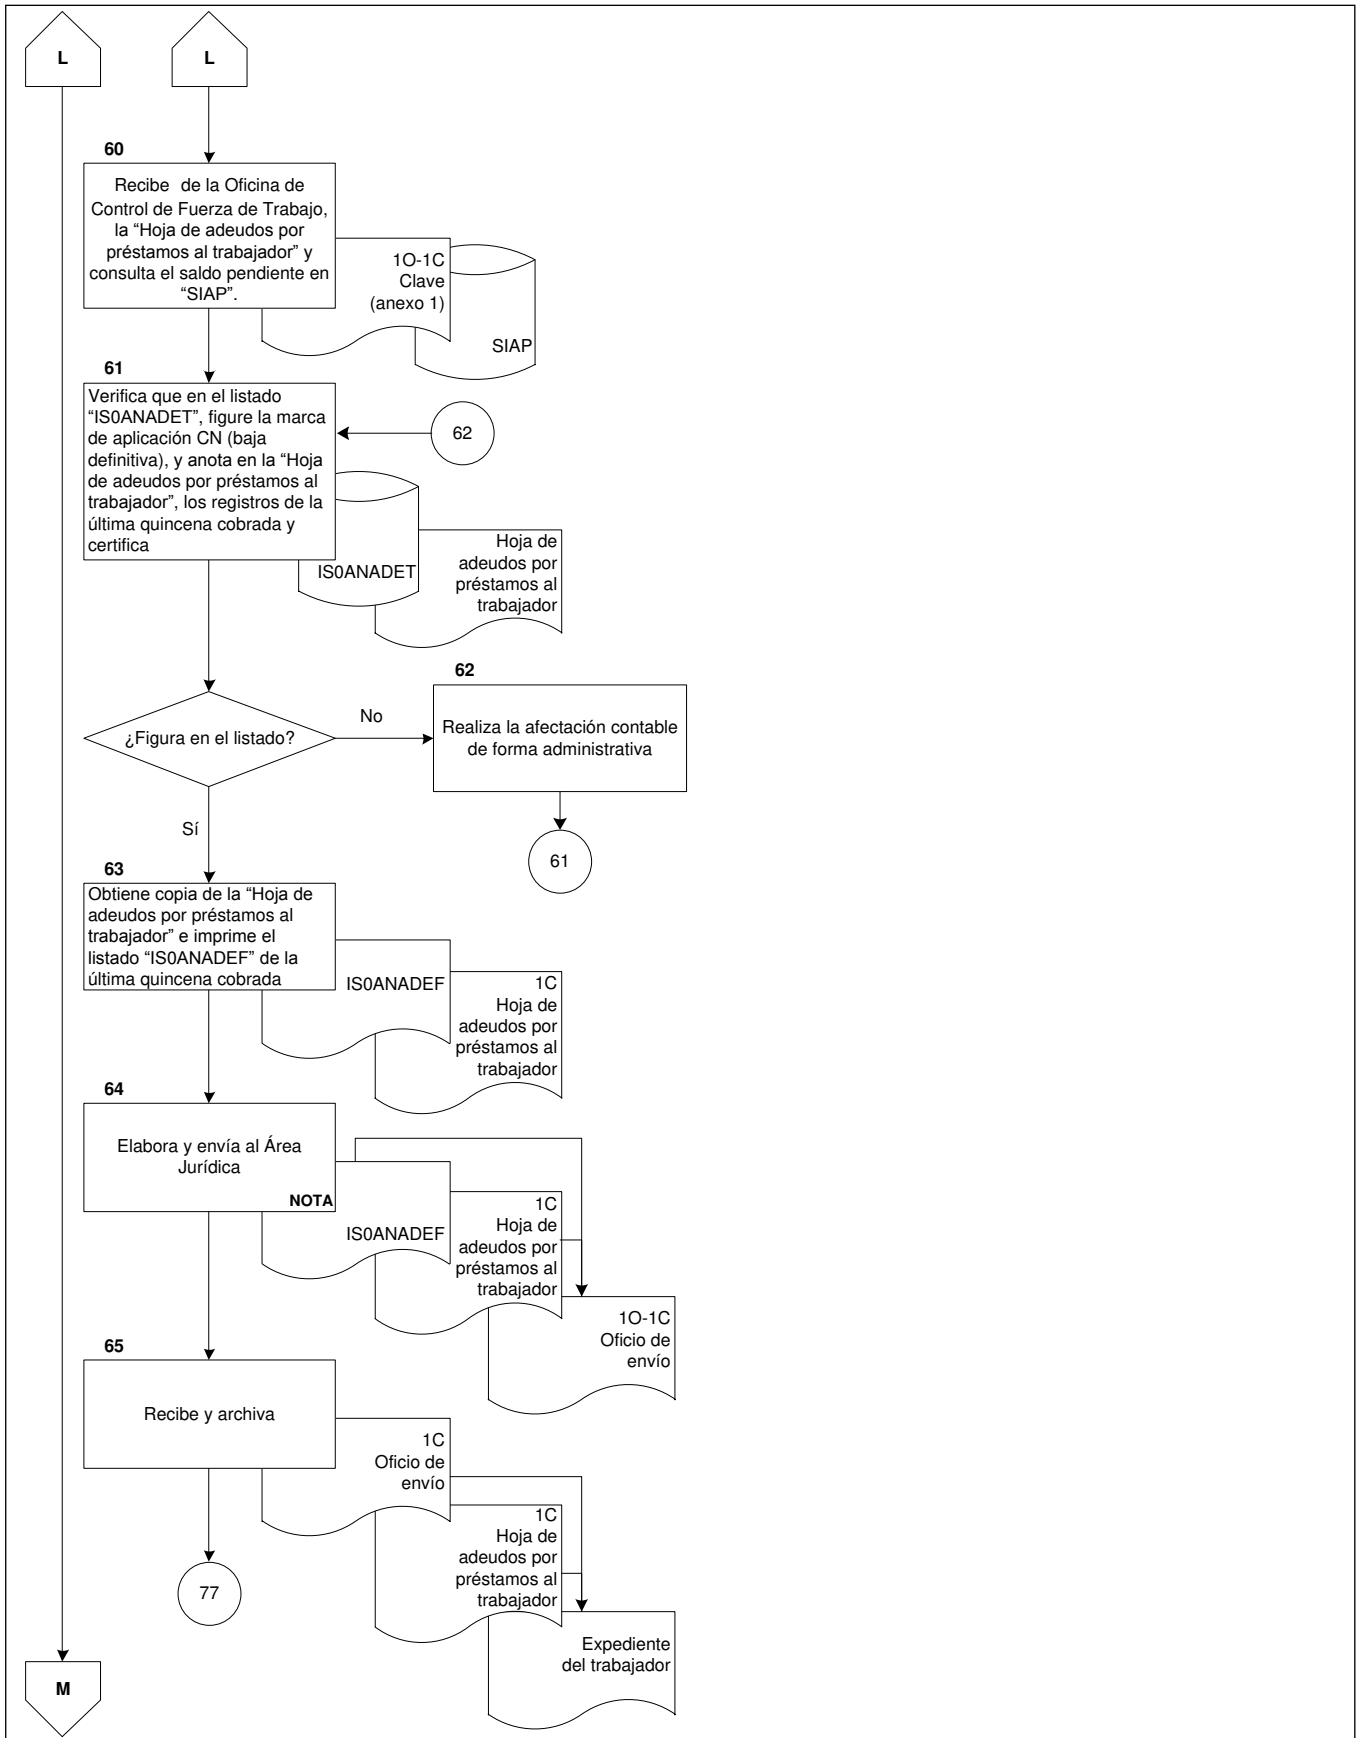 L
L
60
Recibe de la Oficina de
Control de Fuerza de Trabajo,
la “Hoja de adeudos por
préstamos al trabajador” y
consulta el saldo pendiente en
“SIAP”.
1O-1C
Clave
(anexo 1)
SIAP
61
Verifica que en el listado
“IS0ANADET”, figure la marca
de aplicación CN (baja
definitiva), y anota en la “Hoja
de adeudos por préstamos al
trabajador”, los registros de la
última quincena cobrada y
certifica
62
IS0ANADET
Hoja de
adeudos por
préstamos al
trabajador
¿Figura en el listado?
No
62
Realiza la afectación contable
de forma administrativa
61
Sí
63
Obtiene copia de la “Hoja de
adeudos por préstamos al
trabajador” e imprime el
listado “IS0ANADEF” de la
última quincena cobrada
IS0ANADEF
1C
Hoja de
adeudos por
préstamos al
trabajador
64
Elabora y envía al Área
Jurídica
NOTA
IS0ANADEF
1C
Hoja de
adeudos por
préstamos al
trabajador
1O-1C
Oficio de
envío
65
Recibe y archiva
1C
Oficio de
envío
1C
Hoja de
adeudos por
préstamos al
trabajador
Expediente
del trabajador
77
M